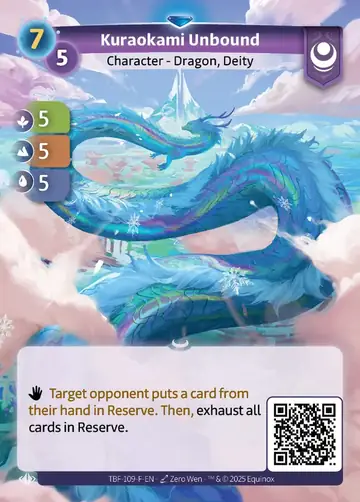 7
5
Kuraokami Unbound
Character - Dragon, Deity
5
5
5
Target opponent puts a card from
their hand in Reserve. Then, exhaust all
cards in Reserve.
TBF-109-F-EN - Zero Wen - ™ & © 2025 Equinox